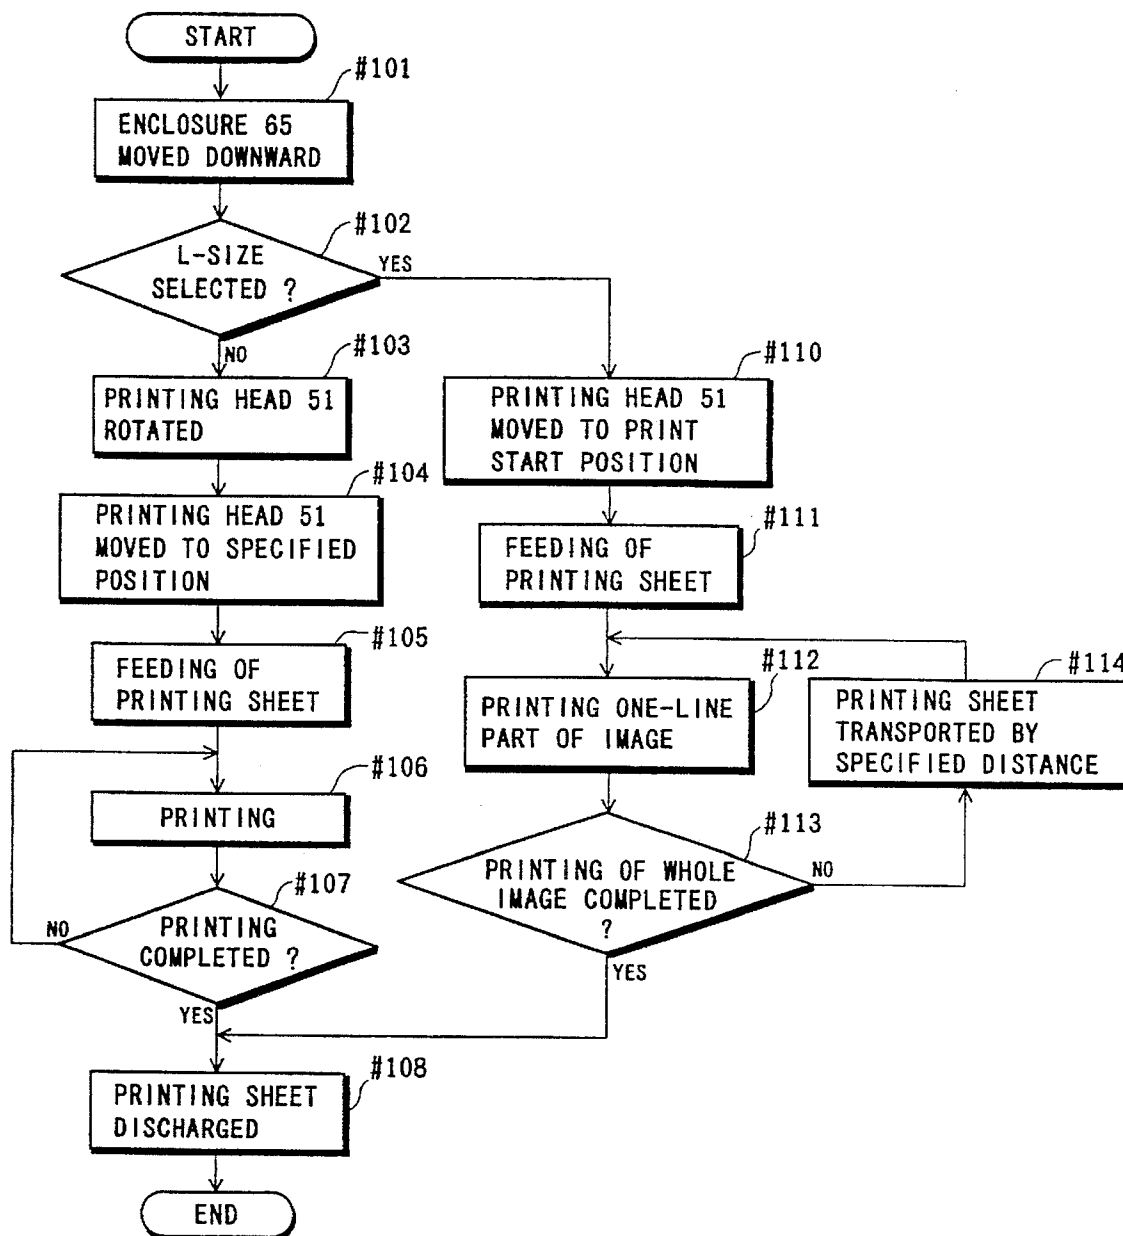 START
#101
ENCLOSURE 65
MOVED DOWNWARD
#102
L-SIZE
SELECTED ?
YES
NO
#103
PRINTING HEAD 51
ROTATED
#104
PRINTING HEAD 51
MOVED TO SPECIFIED
POSITION
#105
FEEDING OF
PRINTING SHEET
#106
PRINTING
#107
PRINTING
COMPLETED ?
NO
YES
#110
PRINTING HEAD 51
MOVED TO PRINT
START POSITION
#111
FEEDING OF
PRINTING SHEET
#112
PRINTING ONE-LINE
PART OF IMAGE
#113
PRINTING OF WHOLE
IMAGE COMPLETED
?
NO
YES
#114
PRINTING SHEET
TRANSPORTED BY
SPECIFIED DISTANCE
#108
PRINTING SHEET
DISCHARGED
END